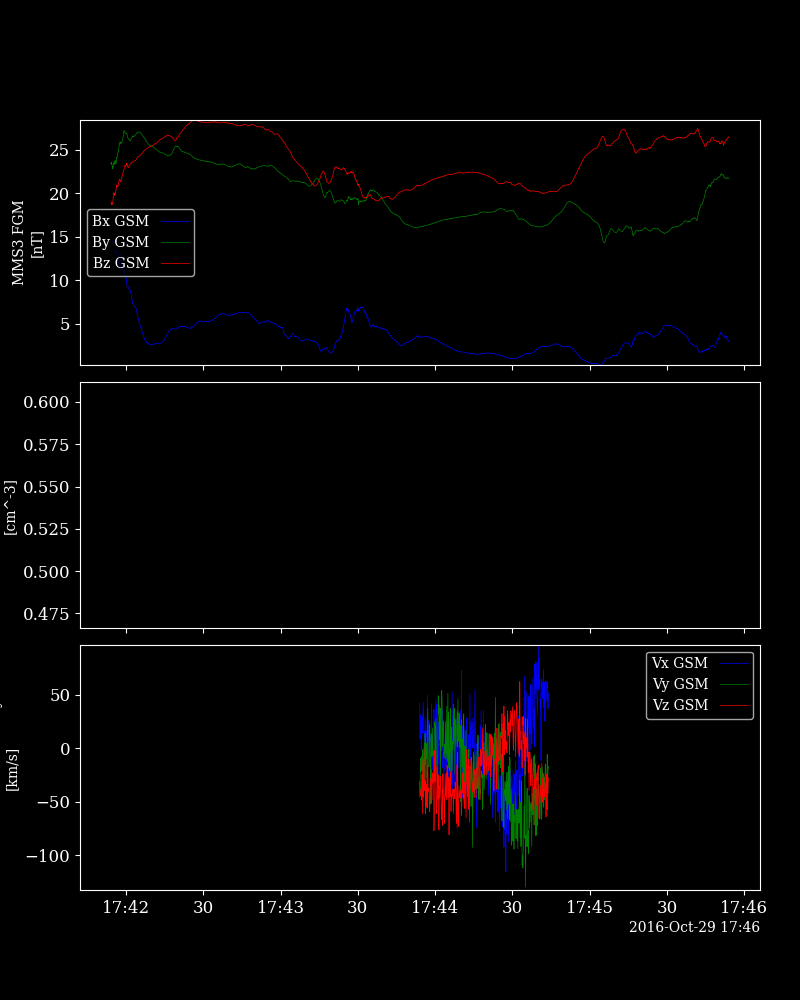 MMS3 FGM
[nT]
25
20
15
10
5
Bx GSM
By GSM
Bz GSM
[cm^-3]
0.600
0.575
0.550
0.525
0.500
0.475
[km/s]
50
0
−50
−100
Vx GSM
Vy GSM
Vz GSM
17:42 30 17:43 30 17:44 30 17:45 30 17:46
2016-Oct-29 17:46